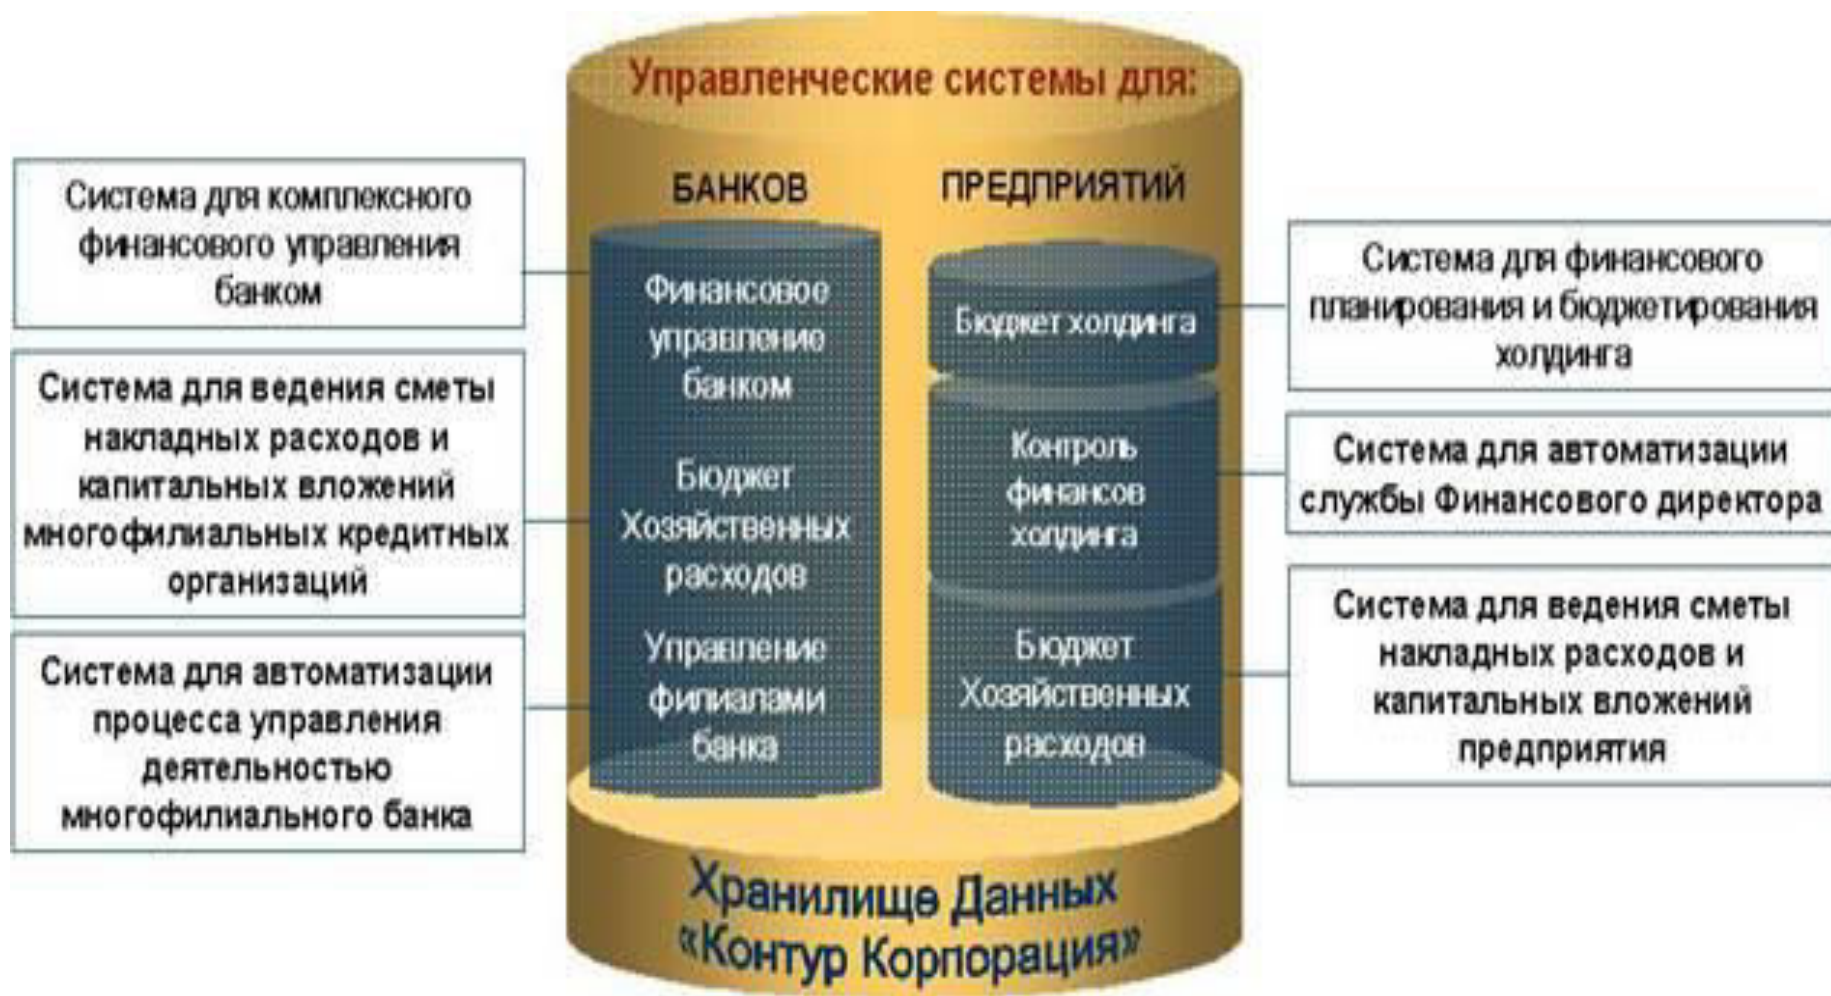 Управленческие системы для:
БАНКОВ
ПРЕДПРИЯТИЙ
Система для комплексного
финансового управления
банком
Система для ведения сметы
накладных расходов и
капитальных вложений
многофилиальных кредитных
организаций
Система для автоматизации
процесса управления
деятельностью
многофилиального банка
Финансовое
управление
банком
Бюджет
Хозяйственных
расходов
Управление
филиалами
банка
Бюджет холдинга
Контроль
финансов
холдинга
Бюджет
Хозяйственных
расходов
Система для финансового
планирования и бюджетирования
холдинга
Система для автоматизации
службы Финансового директора
Система для ведения сметы
накладных расходов и
капитальных вложений
предприятия
Хранилище Данных
«Контур Корпорация»